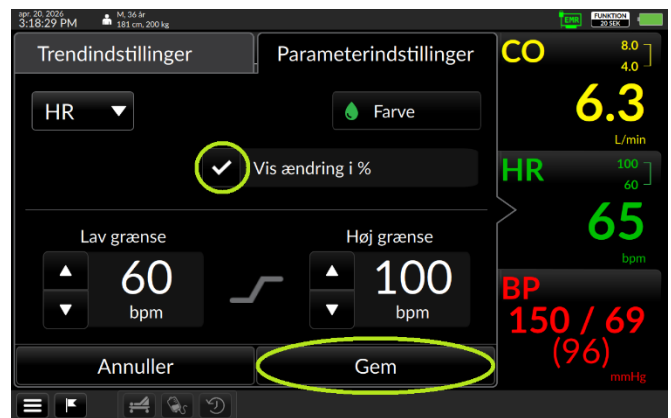 apr. 20, 2026
3:18:29 PM
M, 36 år
181 cm, 200 kg
EMR
FUNKTION
20 SEK
Trendindstillinger
Parameterindstillinger
HR
Farve
Vis ændring i %
Lav grænse
Høj grænse
60
bpm
100
bpm
Annuller
Gem
CO
8.0
4.0
6.3
L/min
HR
100
60
65
bpm
BP
150 / 69
(96)
mmHg